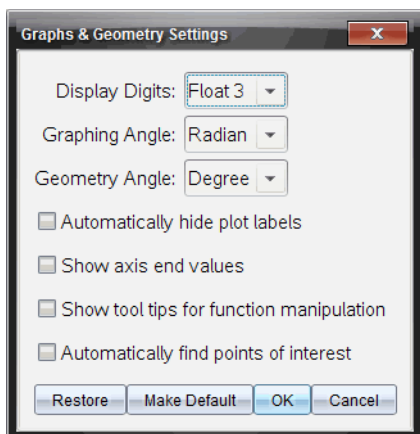 Graphs & Geometry Settings
X
Display Digits: Float 3
Graphing Angle: Radian
Geometry Angle: Degree
Automatically hide plot labels
Show axis end values
Show tool tips for function manipulation
Automatically find points of interest
Restore Make Default OK Cancel